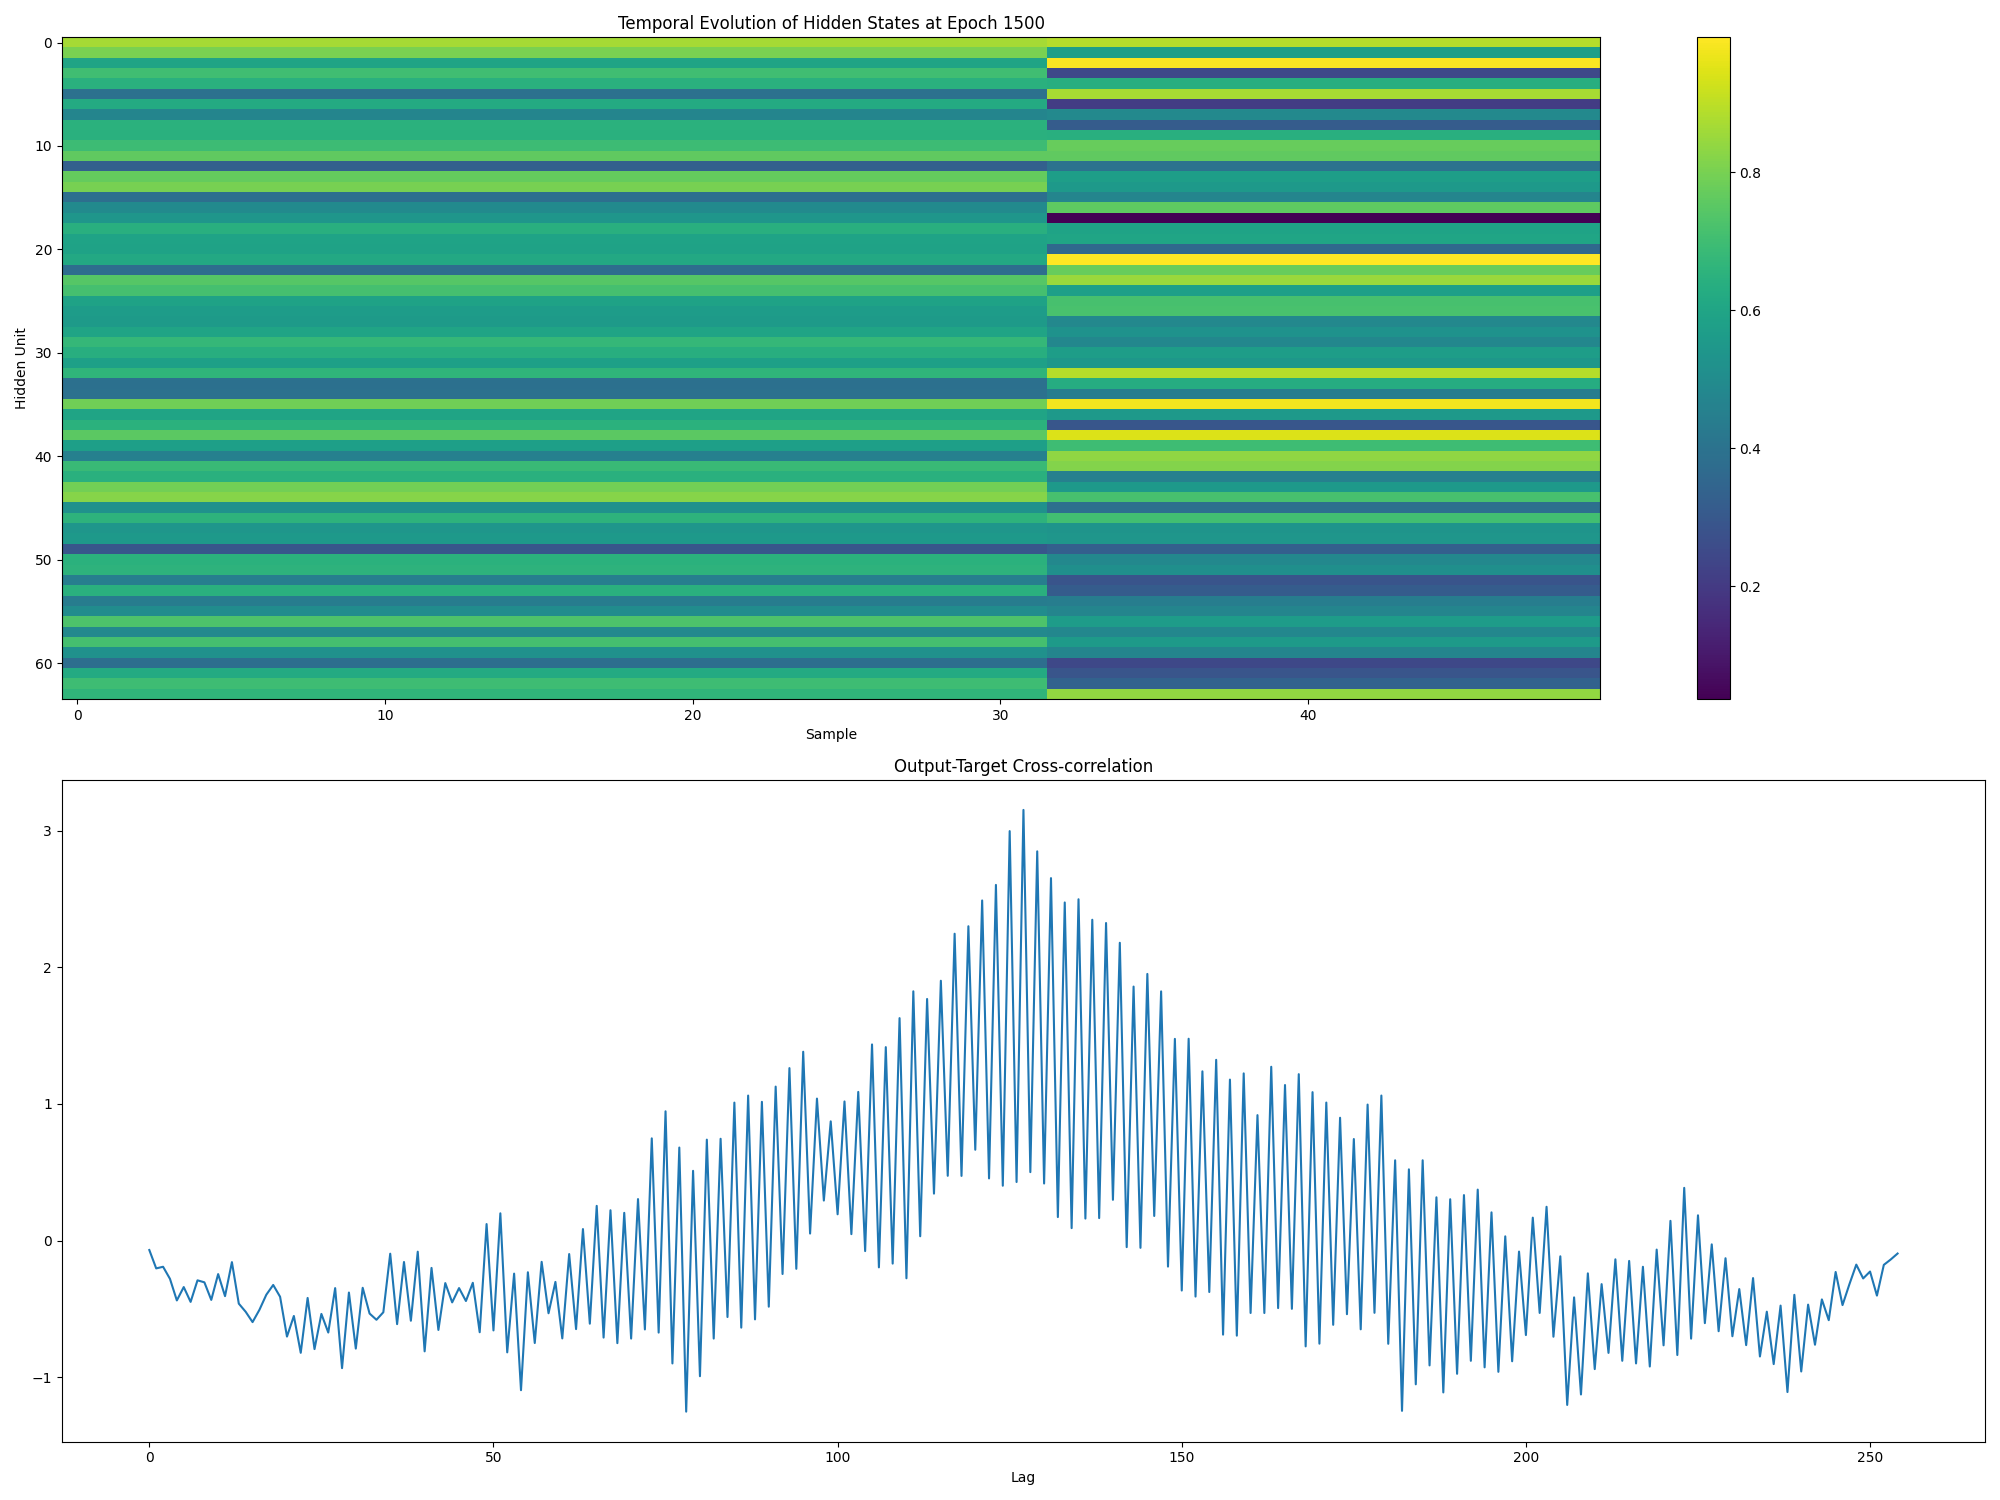 Temporal Evolution of Hidden States at Epoch 1500
0
10
20
30
40
50
60
Hidden Unit
0 10 20 30 40
Sample
0.8
0.6
0.4
0.2
Output-Target Cross-correlation
3
2
1
0
−1
0 50 100 150 200 250
Lag